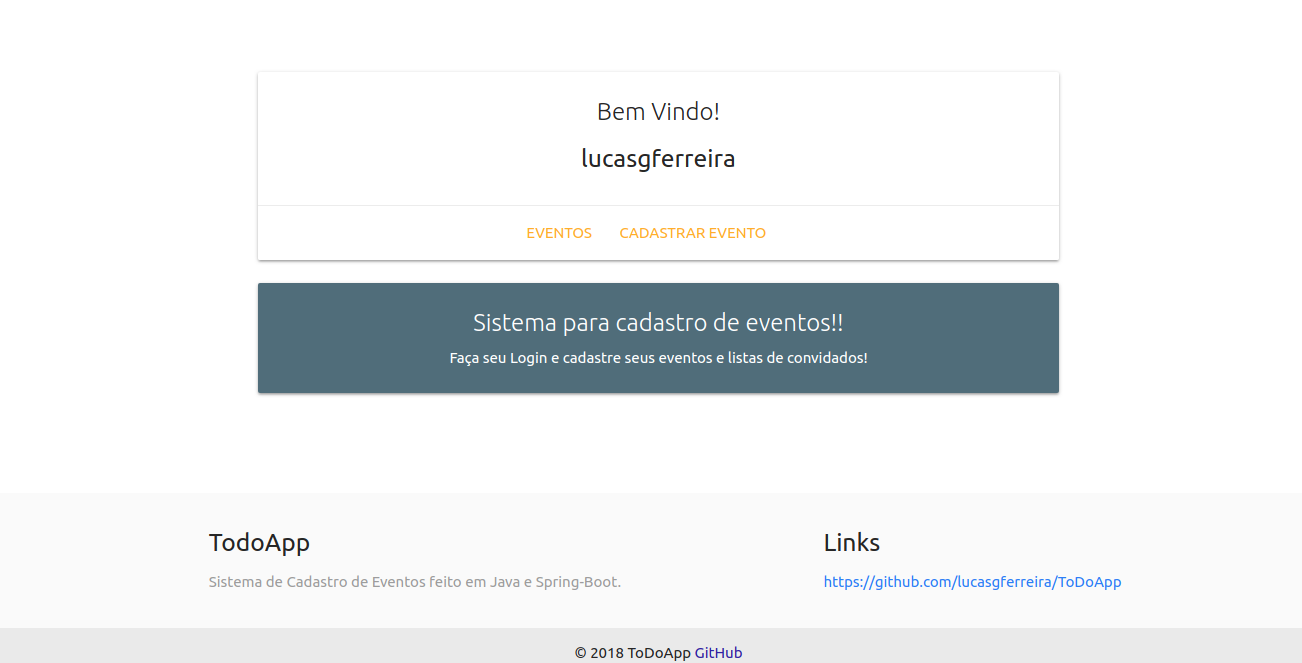 Bem Vindo!
lucasgferreira
EVENTOS CADASTRAR EVENTO
Sistema para cadastro de eventos!!
Faça seu Login e cadastre seus eventos e listas de convidados!
TodoApp
Sistema de Cadastro de Eventos feito em Java e Spring-Boot.
Links
https://github.com/lucasgferreira/ToDoApp
© 2018 ToDoApp GitHub